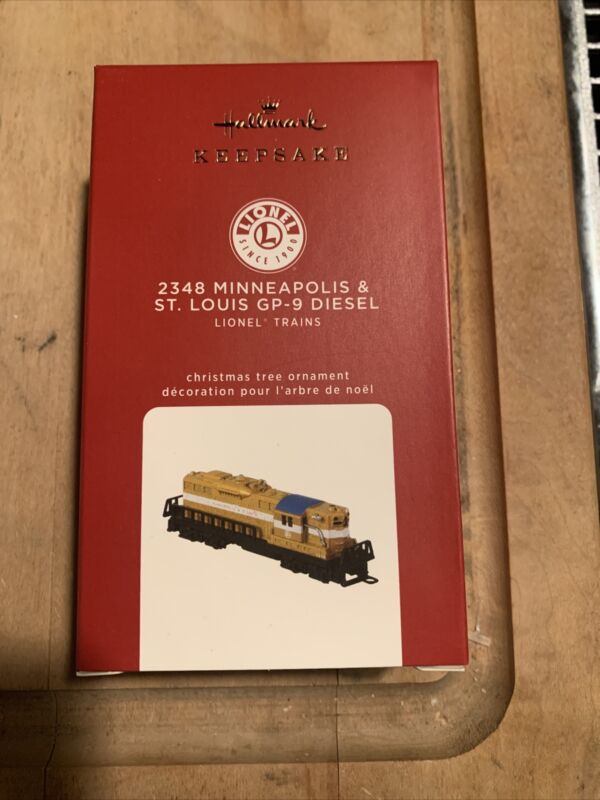 Hallmark
KEEPSAKE
LIONEL
L
SINCE 1900
2348 MINNEAPOLIS &
ST. LOUIS GP-9 DIESEL
LIONEL® TRAINS
christmas tree ornament
décoration pour l'arbre de noël